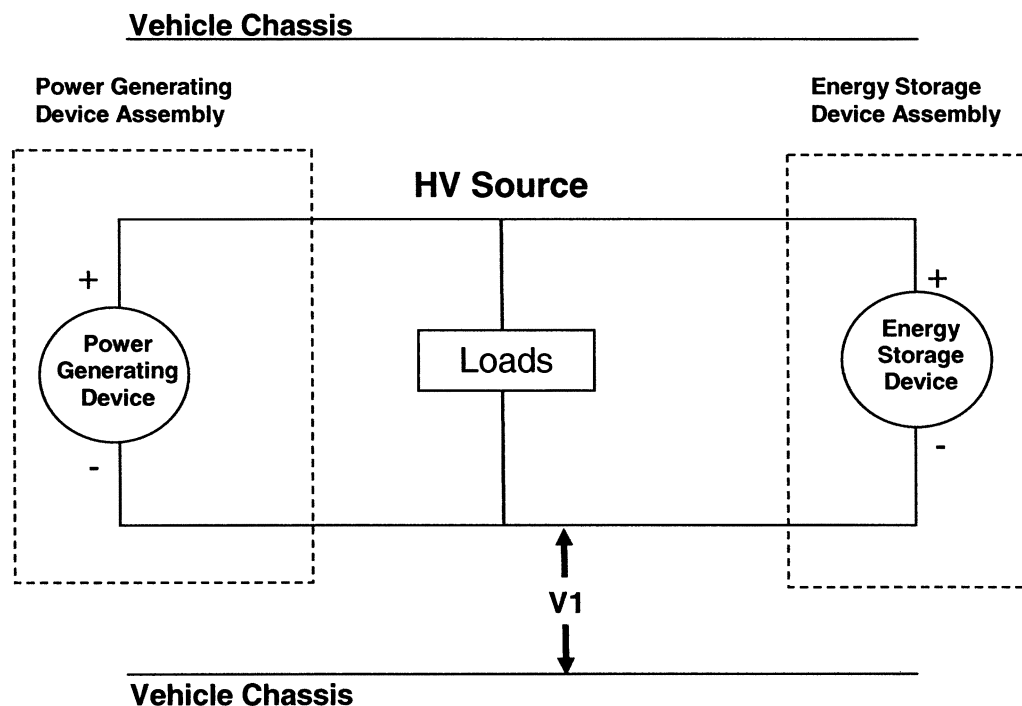 Vehicle Chassis
Power Generating
Device Assembly
Energy Storage
Device Assembly
HV Source
+
+
Power
Generating
Device
Loads
Energy
Storage
Device
-
-
V1
Vehicle Chassis